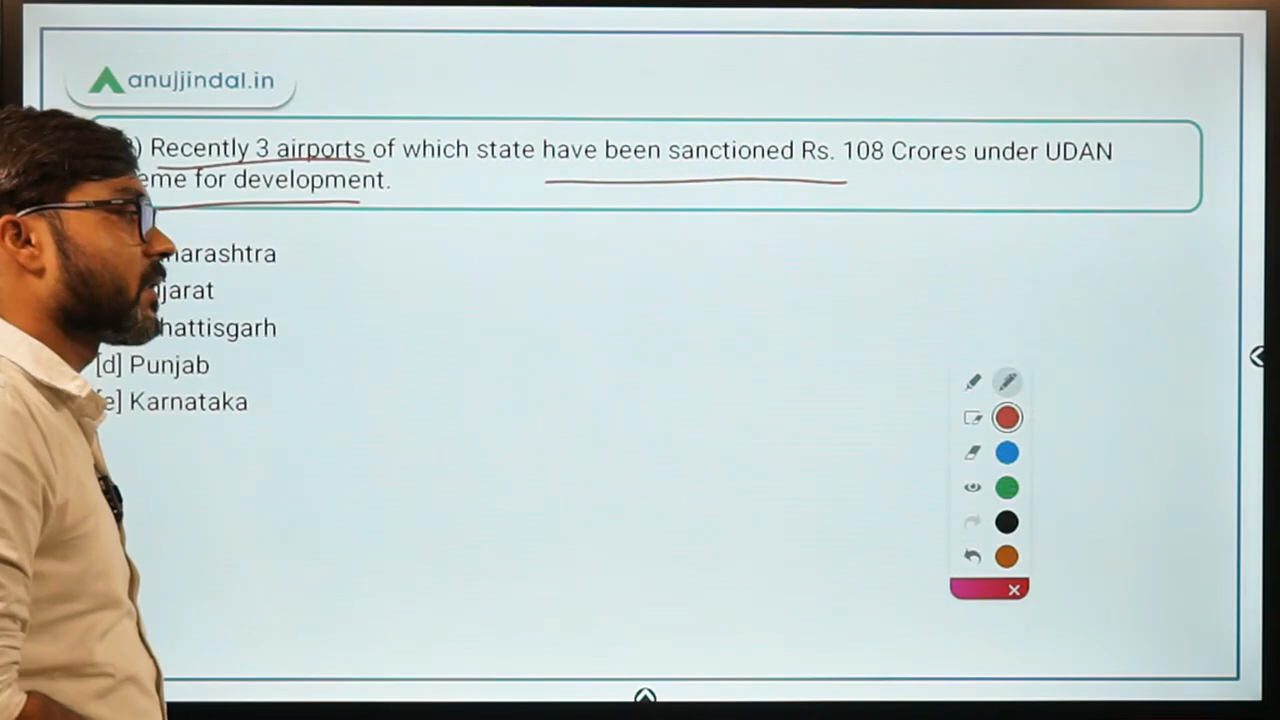 anujjindal.in
) Recently 3 airports of which state have been sanctioned Rs. 108 Crores under UDAN
eme for development.
harashtra
jarat
hattisgarh
[d] Punjab
e] Karnataka